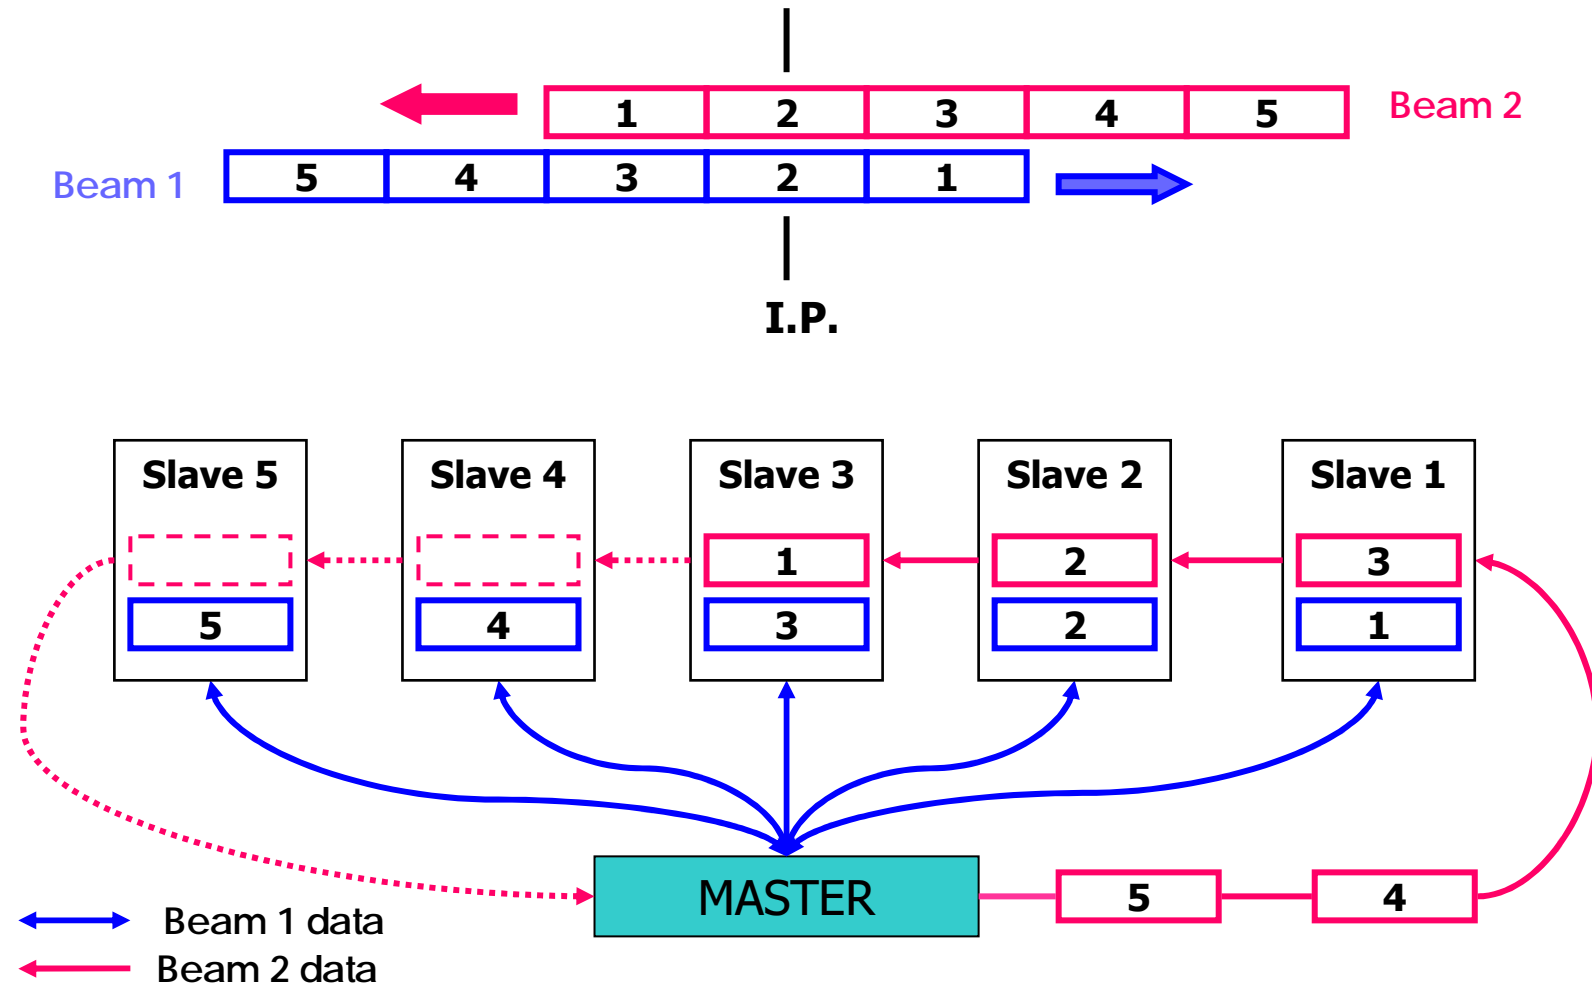 1 2 3 4 5 Beam 2
Beam 1 5 4 3 2 1
I.P.
Slave 5 Slave 4 Slave 3 Slave 2 Slave 1
1 2 3
5 4 3 2 1
MASTER 5 4
Beam 1 data
Beam 2 data